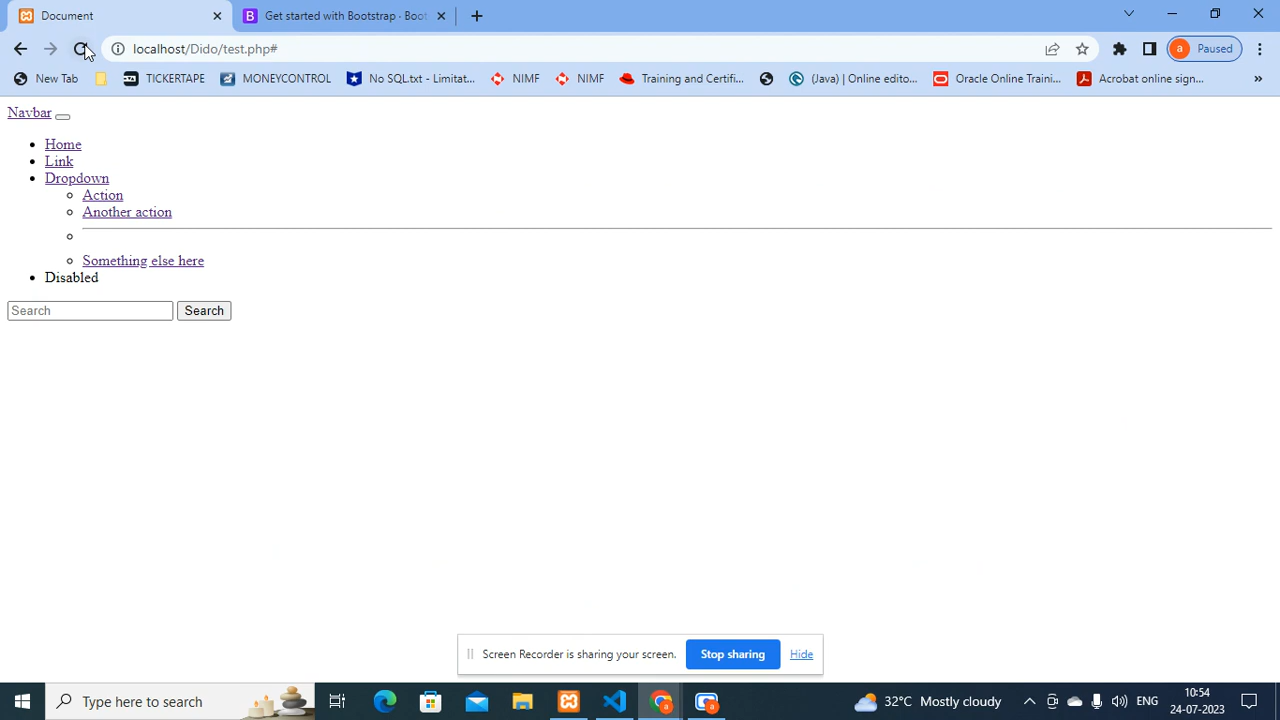 Document
Get started with Bootstrap · Boot
localhost/Dido/test.php#
a Paused
New Tab
TICKERTAPE
MONEYCONTROL
No SQL.txt - Limitat...
NIMF
NIMF
Training and Certifi...
(Java) | Online edito...
Oracle Online Traini...
Acrobat online sign...
»
Navbar
Home
Link
Dropdown
Action
Another action
Something else here
Disabled
Search Search
Screen Recorder is sharing your screen. Stop sharing Hide
Type here to search
32°C Mostly cloudy
ENG
10:54
24-07-2023